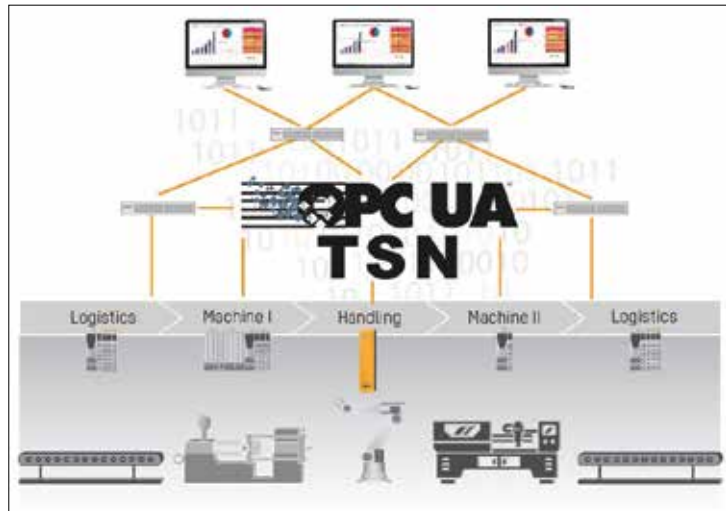 OPC UA
TSN
Logistics
Machine I
Handling
Machine II
Logistics